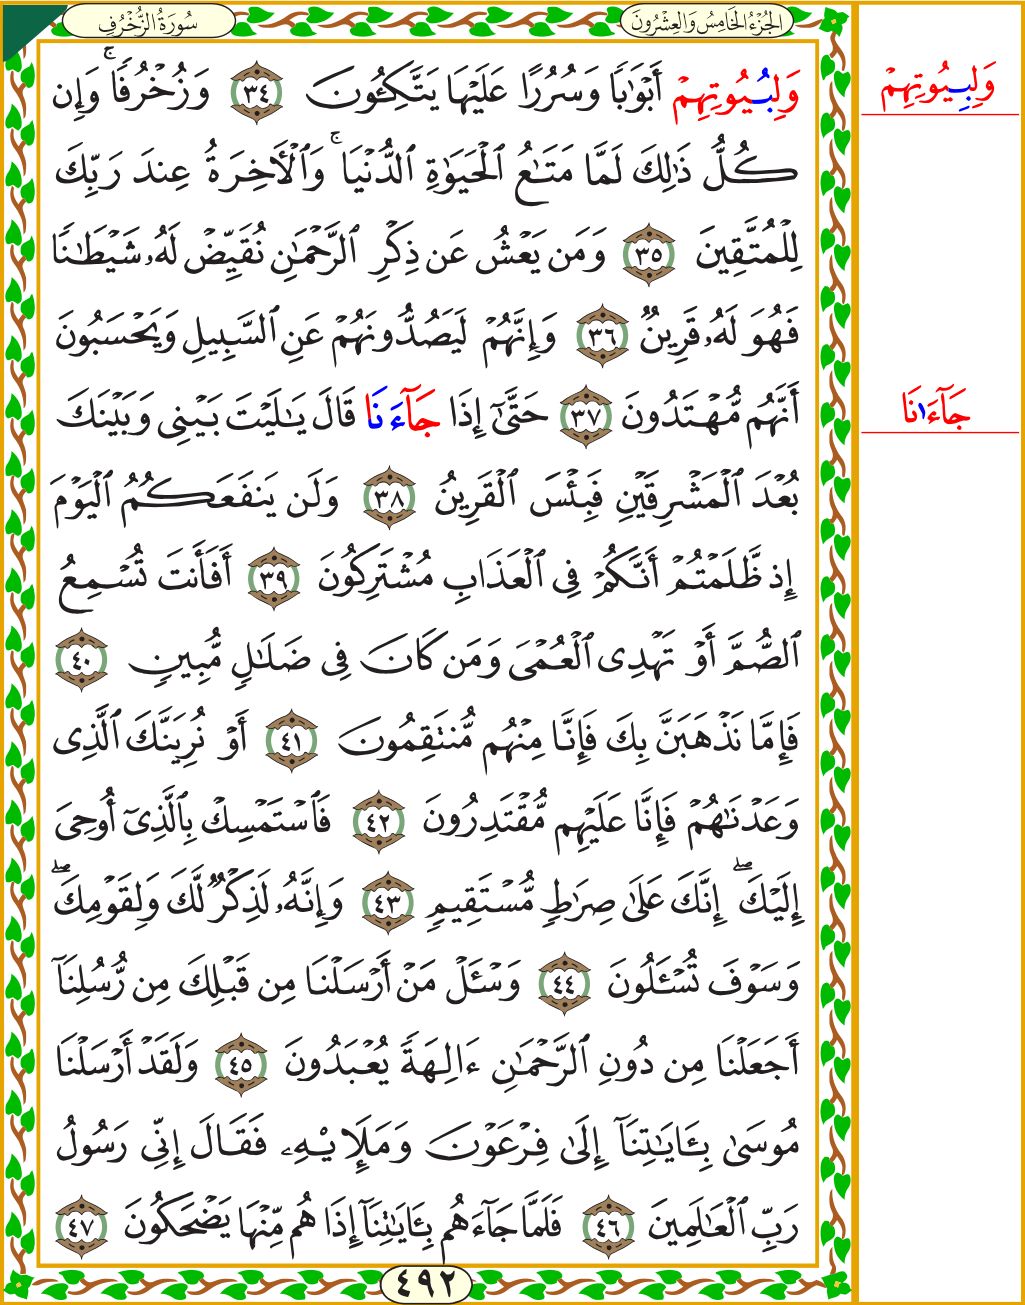 الجُزْءُ الخَامِسُ وَالعِشْرُونَ
سُورَةُ الزُّخْرُفِ
وَلِبُيُوتِهِمْ أَبْوَٰبًا وَسُرُرًا عَلَيْهَا يَتَّكِـُٔونَ ٣٤ وَزُخْرُفًا ۚ وَإِن
كُلُّ ذَٰلِكَ لَمَّا مَتَـٰعُ ٱلْحَيَوٰةِ ٱلدُّنْيَا ۚ وَٱلْـَٔاخِرَةُ عِندَ رَبِّكَ
لِلْمُتَّقِينَ ٣٥ وَمَن يَعْشُ عَن ذِكْرِ ٱلرَّحْمَـٰنِ نُقَيِّضْ لَهُۥ شَيْطَـٰنًا
فَهُوَ لَهُۥ قَرِينٌ ٣٦ وَإِنَّهُمْ لَيَصُدُّونَهُمْ عَنِ ٱلسَّبِيلِ وَيَحْسَبُونَ
أَنَّهُم مُّهْتَدُونَ ٣٧ حَتَّىٰٓ إِذَا جَآءَنَا قَالَ يَـٰلَيْتَ بَيْنِى وَبَيْنَكَ
بُعْدَ ٱلْمَشْرِقَيْنِ فَبِئْسَ ٱلْقَرِينُ ٣٨ وَلَن يَنفَعَكُمُ ٱلْيَوْمَ
إِذ ظَّلَمْتُمْ أَنَّكُمْ فِى ٱلْعَذَابِ مُشْتَرِكُونَ ٣٩ أَفَأَنتَ تُسْمِعُ
ٱلصُّمَّ أَوْ تَهْدِى ٱلْعُمْىَ وَمَن كَانَ فِى ضَلَـٰلٍ مُّبِينٍ ٤٠
فَإِمَّا نَذْهَبَنَّ بِكَ فَإِنَّا مِنْهُم مُّنتَقِمُونَ ٤١ أَوْ نُرِيَنَّكَ ٱلَّذِى
وَعَدْنَـٰهُمْ فَإِنَّا عَلَيْهِم مُّقْتَدِرُونَ ٤٢ فَٱسْتَمْسِكْ بِٱلَّذِىٓ أُوحِىَ
إِلَيْكَ ۖ إِنَّكَ عَلَىٰ صِرَٰطٍ مُّسْتَقِيمٍ ٤٣ وَإِنَّهُۥ لَذِكْرٌ لَّكَ وَلِقَوْمِكَ ۖ
وَسَوْفَ تُسْـَٔلُونَ ٤٤ وَسْـَٔلْ مَنْ أَرْسَلْنَا مِن قَبْلِكَ مِن رُّسُلِنَآ
أَجَعَلْنَا مِن دُونِ ٱلرَّحْمَـٰنِ ءَالِهَةً يُعْبَدُونَ ٤٥ وَلَقَدْ أَرْسَلْنَا
مُوسَىٰ بِـَٔايَـٰتِنَآ إِلَىٰ فِرْعَوْنَ وَمَلَإِي۟هِۦ فَقَالَ إِنِّى رَسُولُ
رَبِّ ٱلْعَـٰلَمِينَ ٤٦ فَلَمَّا جَآءَهُم بِـَٔايَـٰتِنَآ إِذَا هُم مِّنْهَا يَضْحَكُونَ ٤٧
٤٩٢
وَلِبِيُوتِهِمْ
جَآءَٰنَا